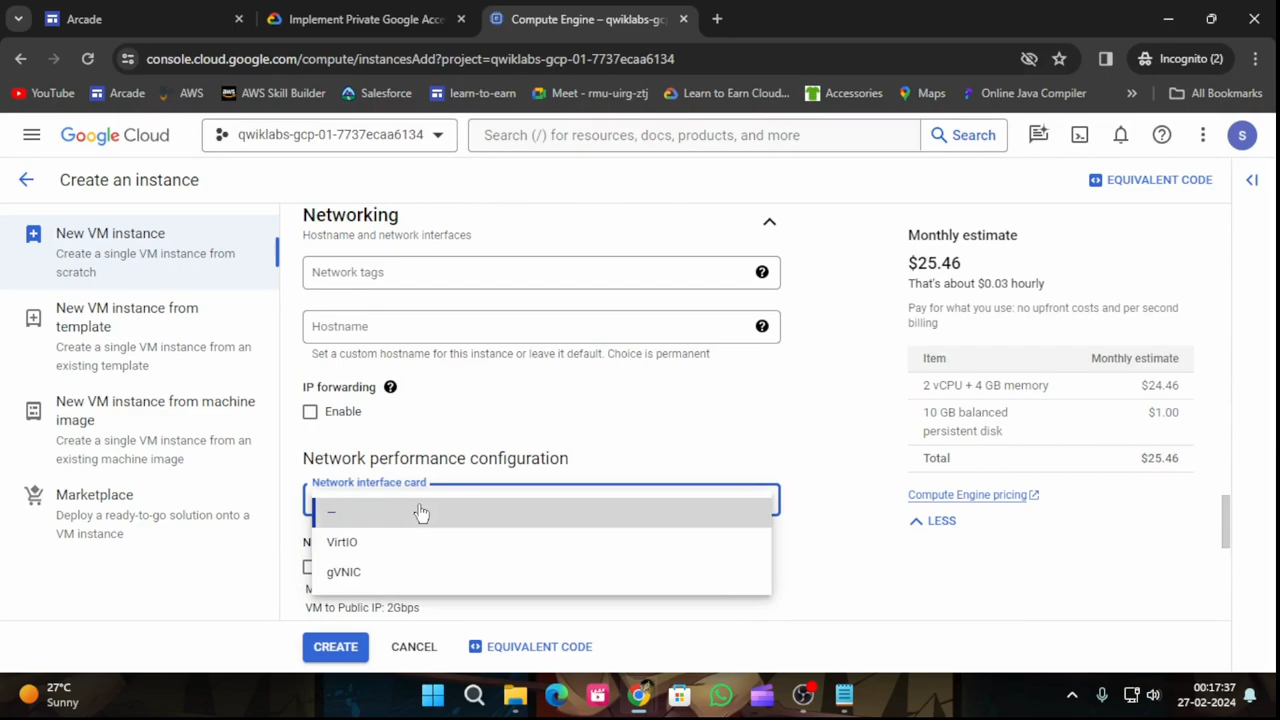 Arcade
Implement Private Google Acce
Compute Engine – qwiklabs-gc
console.cloud.google.com/compute/instancesAdd?project=qwiklabs-gcp-01-7737ecaa6134
Incognito (2)
YouTube
Arcade
AWS
AWS Skill Builder
Salesforce
learn-to-earn
Meet - rmu-uirg-ztj
Learn to Earn Cloud...
Accessories
Maps
Online Java Compiler
All Bookmarks
Google Cloud
qwiklabs-gcp-01-7737ecaa6134
Search (/) for resources, docs, products, and more
Search
S
Create an instance
EQUIVALENT CODE
New VM instance
Create a single VM instance from
scratch
New VM instance from
template
Create a single VM instance from an
existing template
New VM instance from machine
image
Create a single VM instance from an
existing machine image
Marketplace
Deploy a ready-to-go solution onto a
VM instance
Networking
Hostname and network interfaces
Network tags
Hostname
Set a custom hostname for this instance or leave it default. Choice is permanent
IP forwarding
Enable
Network performance configuration
Network interface card
–
VirtIO
gVNIC
VM to Public IP: 2Gbps
CREATE
CANCEL
EQUIVALENT CODE
Monthly estimate
$25.46
That's about $0.03 hourly
Pay for what you use: no upfront costs and per second
billing
Item Monthly estimate
2 vCPU + 4 GB memory $24.46
10 GB balanced $1.00
persistent disk
Total $25.46
Compute Engine pricing
LESS
27°C
Sunny
00:17:37
27-02-2024